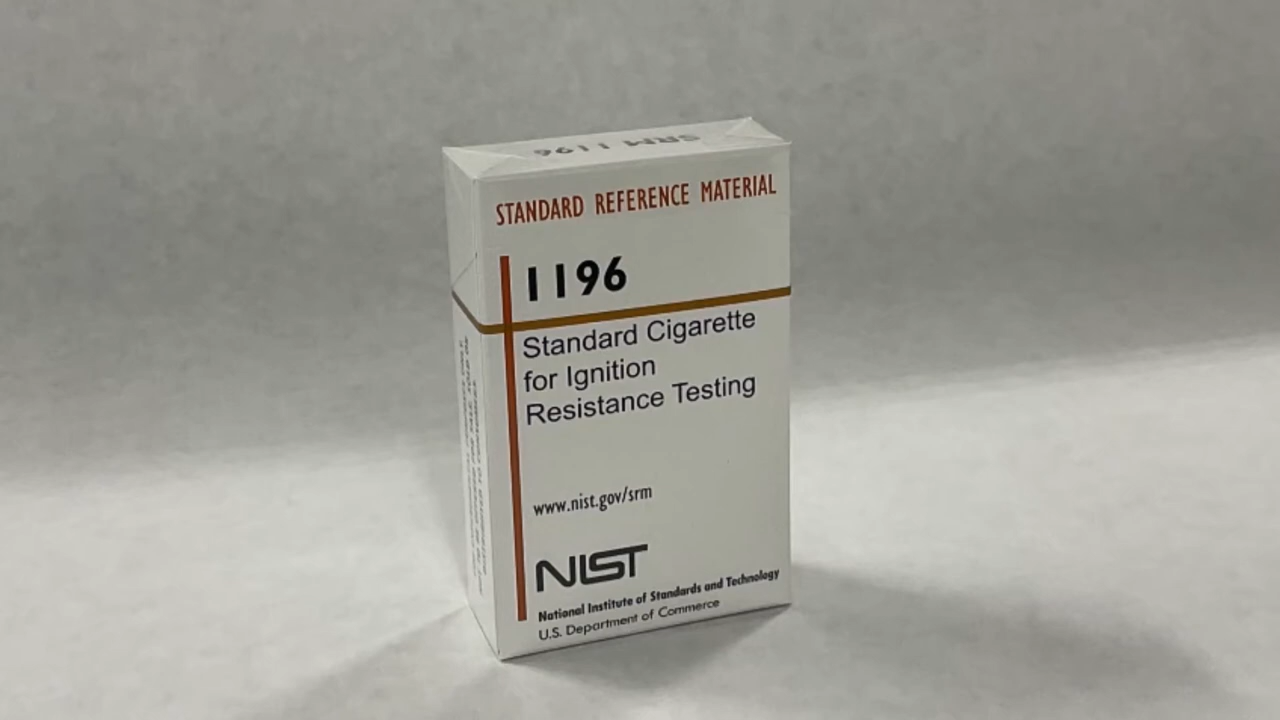 SRM 1196
STANDARD REFERENCE MATERIAL
1196
Standard Cigarette
for Ignition
Resistance Testing
www.nist.gov/srm
NIST
National Institute of Standards and Technology
U.S. Department of Commerce